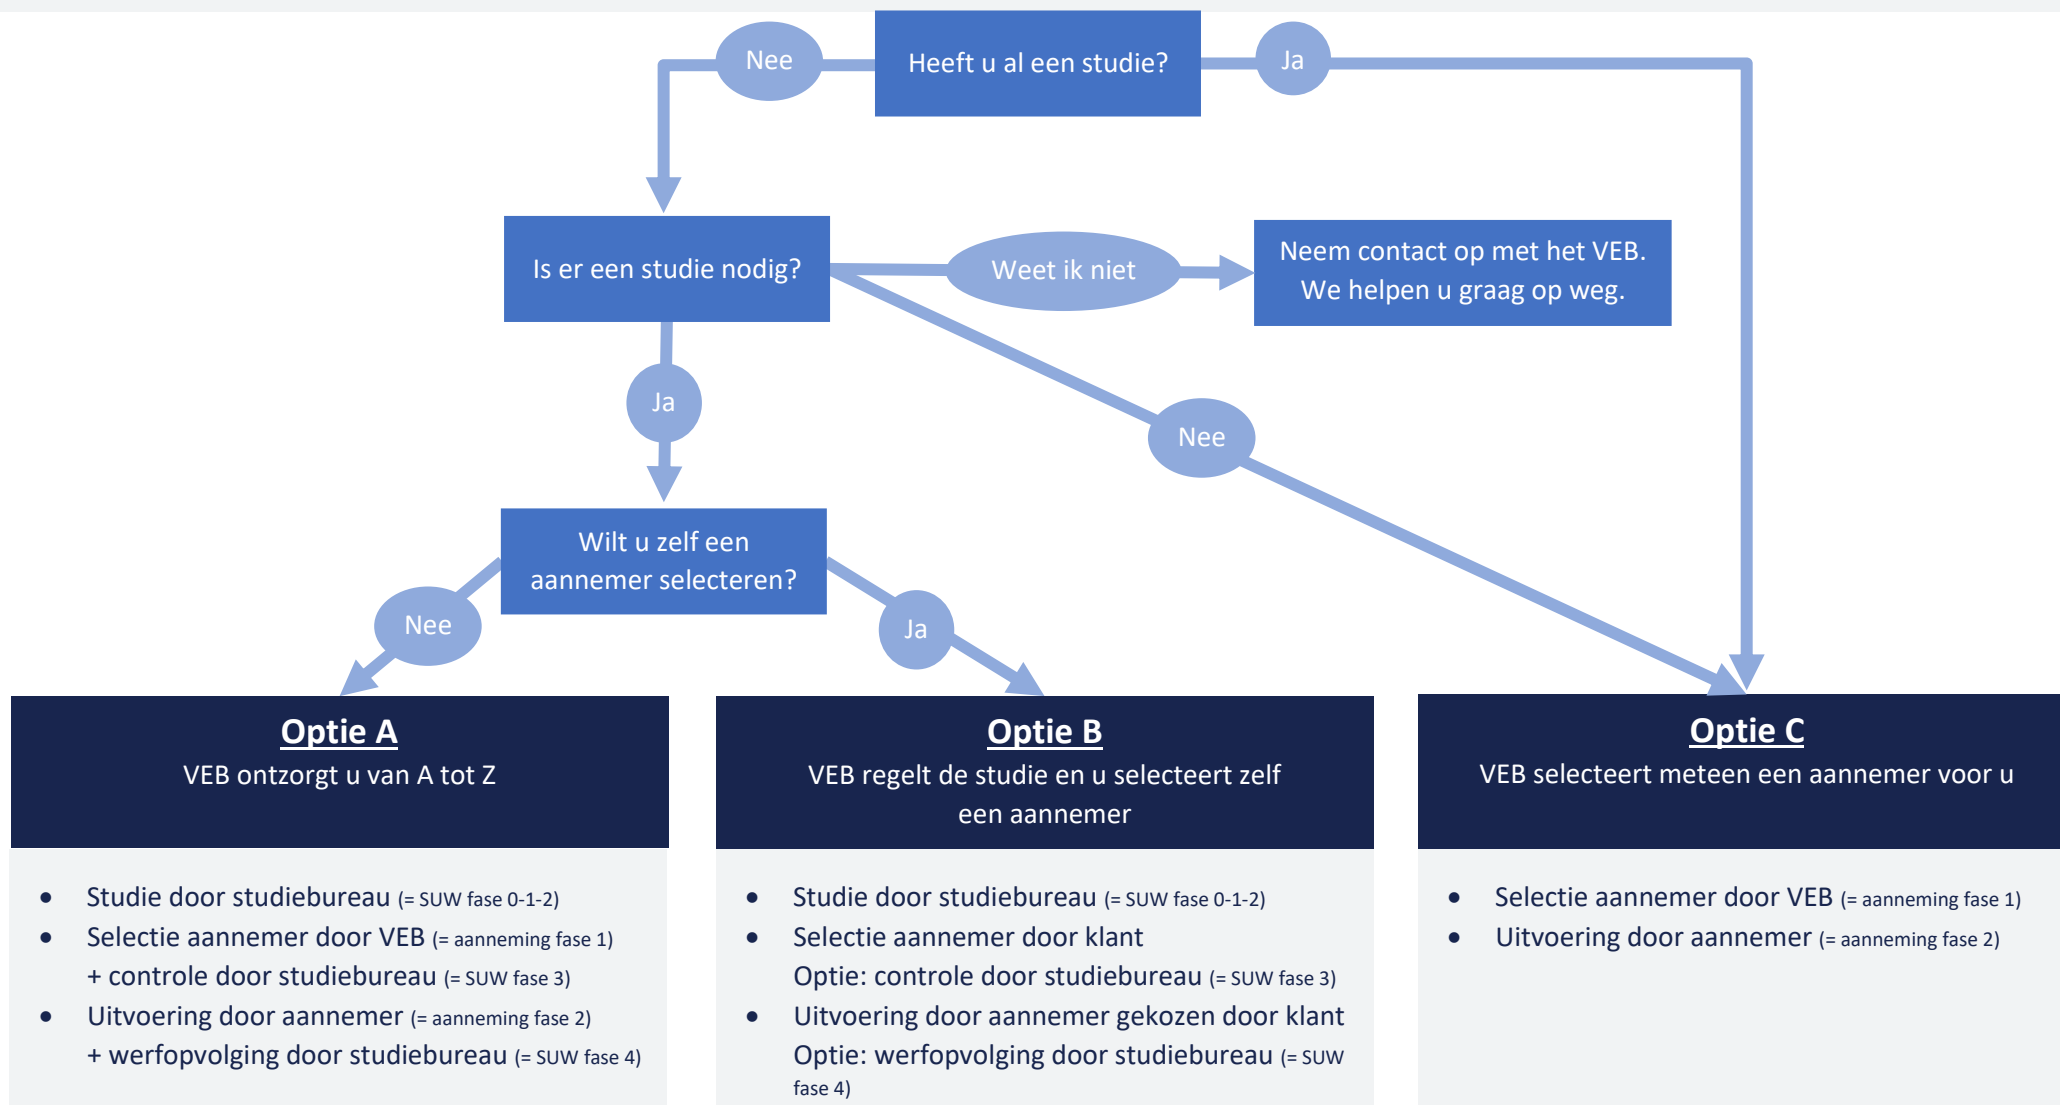 Nee
Heeft u al een studie?
Ja
Is er een studie nodig?
Weet ik niet
Neem contact op met het VEB.
We helpen u graag op weg.
Ja
Nee
Wilt u zelf een
aannemer selecteren?
Nee
Ja
Optie A
VEB ontzorgt u van A tot Z
• Studie door studiebureau (= SUW fase 0-1-2)
• Selectie aannemer door VEB (= aanneming fase 1)
+ controle door studiebureau (= SUW fase 3)
• Uitvoering door aannemer (= aanneming fase 2)
+ werfopvolging door studiebureau (= SUW fase 4)
Optie B
VEB regelt de studie en u selecteert zelf
een aannemer
• Studie door studiebureau (= SUW fase 0-1-2)
• Selectie aannemer door klant
Optie: controle door studiebureau (= SUW fase 3)
• Uitvoering door aannemer gekozen door klant
Optie: werfopvolging door studiebureau (= SUW
fase 4)
Optie C
VEB selecteert meteen een aannemer voor u
• Selectie aannemer door VEB (= aanneming fase 1)
• Uitvoering door aannemer (= aanneming fase 2)